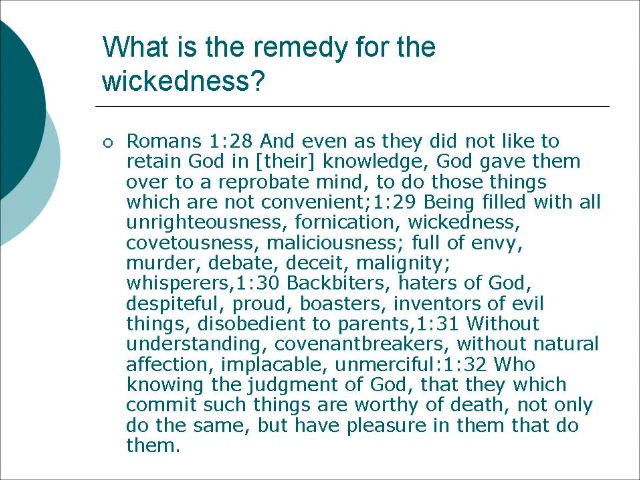 What is the remedy for the
wickedness?
Romans 1:28 And even as they did not like to
retain God in [their] knowledge, God gave them
over to a reprobate mind, to do those things
which are not convenient;1:29 Being filled with all
unrighteousness, fornication, wickedness,
covetousness, maliciousness; full of envy,
murder, debate, deceit, malignity;
whisperers,1:30 Backbiters, haters of God,
despiteful, proud, boasters, inventors of evil
things, disobedient to parents,1:31 Without
understanding, covenantbreakers, without natural
affection, implacable, unmerciful:1:32 Who
knowing the judgment of God, that they which
commit such things are worthy of death, not only
do the same, but have pleasure in them that do
them.